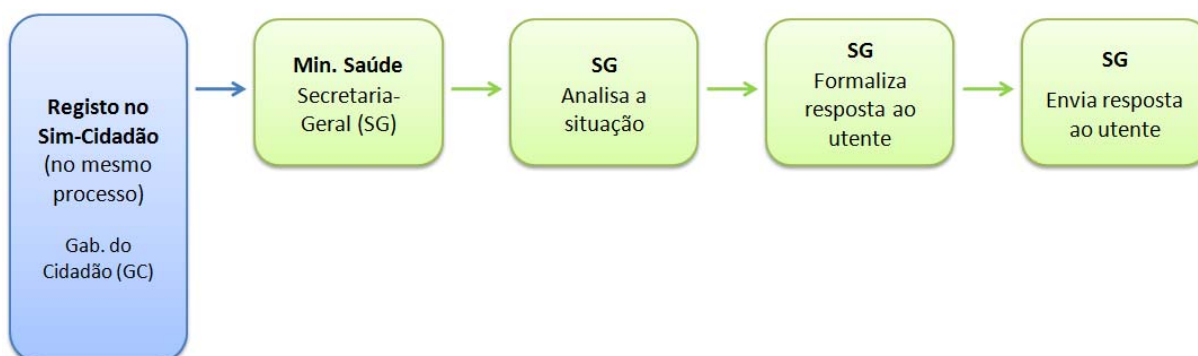 Registo no
Sim-Cidadão
(no mesmo
processo)
Gab. do
Cidadão (GC)
Min. Saúde
Secretaria-
Geral (SG)
SG
Analisa a
situação
SG
Formaliza
resposta ao
utente
SG
Envia resposta
ao utente